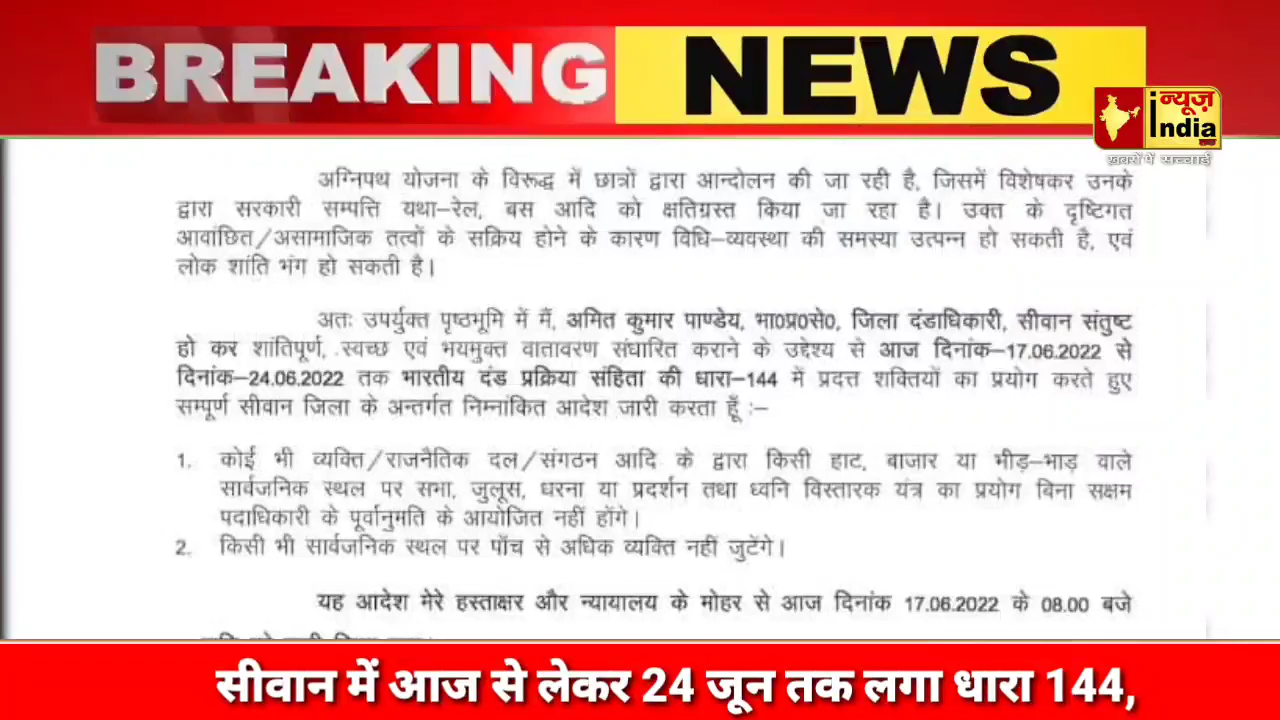 BREAKING NEWS
न्यूज़
India
ख़बरों में सच्चाई
अग्निपथ योजना के विरूद्ध में छात्रों द्वारा आन्दोलन की जा रही है, जिसमें विशेषकर उनके
द्वारा सरकारी सम्पत्ति यथा-रेल, बस आदि को क्षतिग्रस्त किया जा रहा है। उक्त के दृष्टिगत
आवांछित/असामाजिक तत्वों के सक्रिय होने के कारण विधि-व्यवस्था की समस्या उत्पन्न हो सकती है, एवं
लोक शांति भंग हो सकती है।
अतः उपर्युक्त पृष्ठभूमि में मैं, अमित कुमार पाण्डेय, भा०प्र०से०, जिला दंडाधिकारी, सीवान संतुष्ट
हो कर शांतिपूर्ण, स्वच्छ एवं भयमुक्त वातावरण संधारित कराने के उद्देश्य से आज दिनांक-17.06.2022 से
दिनांक-24.06.2022 तक भारतीय दंड प्रक्रिया संहिता की धारा-144 में प्रदत्त शक्तियों का प्रयोग करते हुए
सम्पूर्ण सीवान जिला के अन्तर्गत निम्नांकित आदेश जारी करता हूँ :-
1. कोई भी व्यक्ति/राजनैतिक दल/संगठन आदि के द्वारा किसी हाट, बाजार या भीड़-भाड़ वाले
सार्वजनिक स्थल पर सभा, जुलूस, धरना या प्रदर्शन तथा ध्वनि विस्तारक यंत्र का प्रयोग बिना सक्षम
पदाधिकारी के पूर्वानुमति के आयोजित नहीं होंगे।
2. किसी भी सार्वजनिक स्थल पर पाँच से अधिक व्यक्ति नहीं जुटेंगे।
यह आदेश मेरे हस्ताक्षर और न्यायालय के मोहर से आज दिनांक 17.06.2022 के 08.00 बजे
सीवान में आज से लेकर 24 जून तक लगा धारा 144,